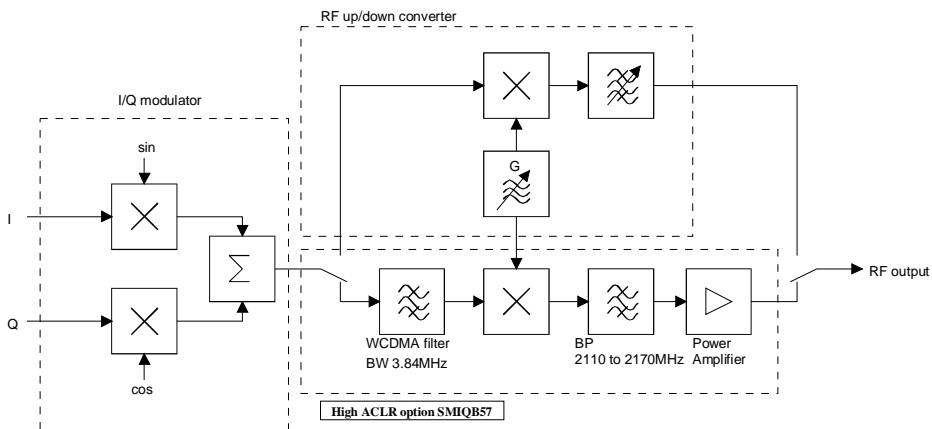 RF up/down converter
I/Q modulator
sin
G
I
Σ
RF output
Q
WCDMA filter
BW 3.84MHz
BP
2110 to 2170MHz
Power
Amplifier
cos
High ACLR option SMIQB57